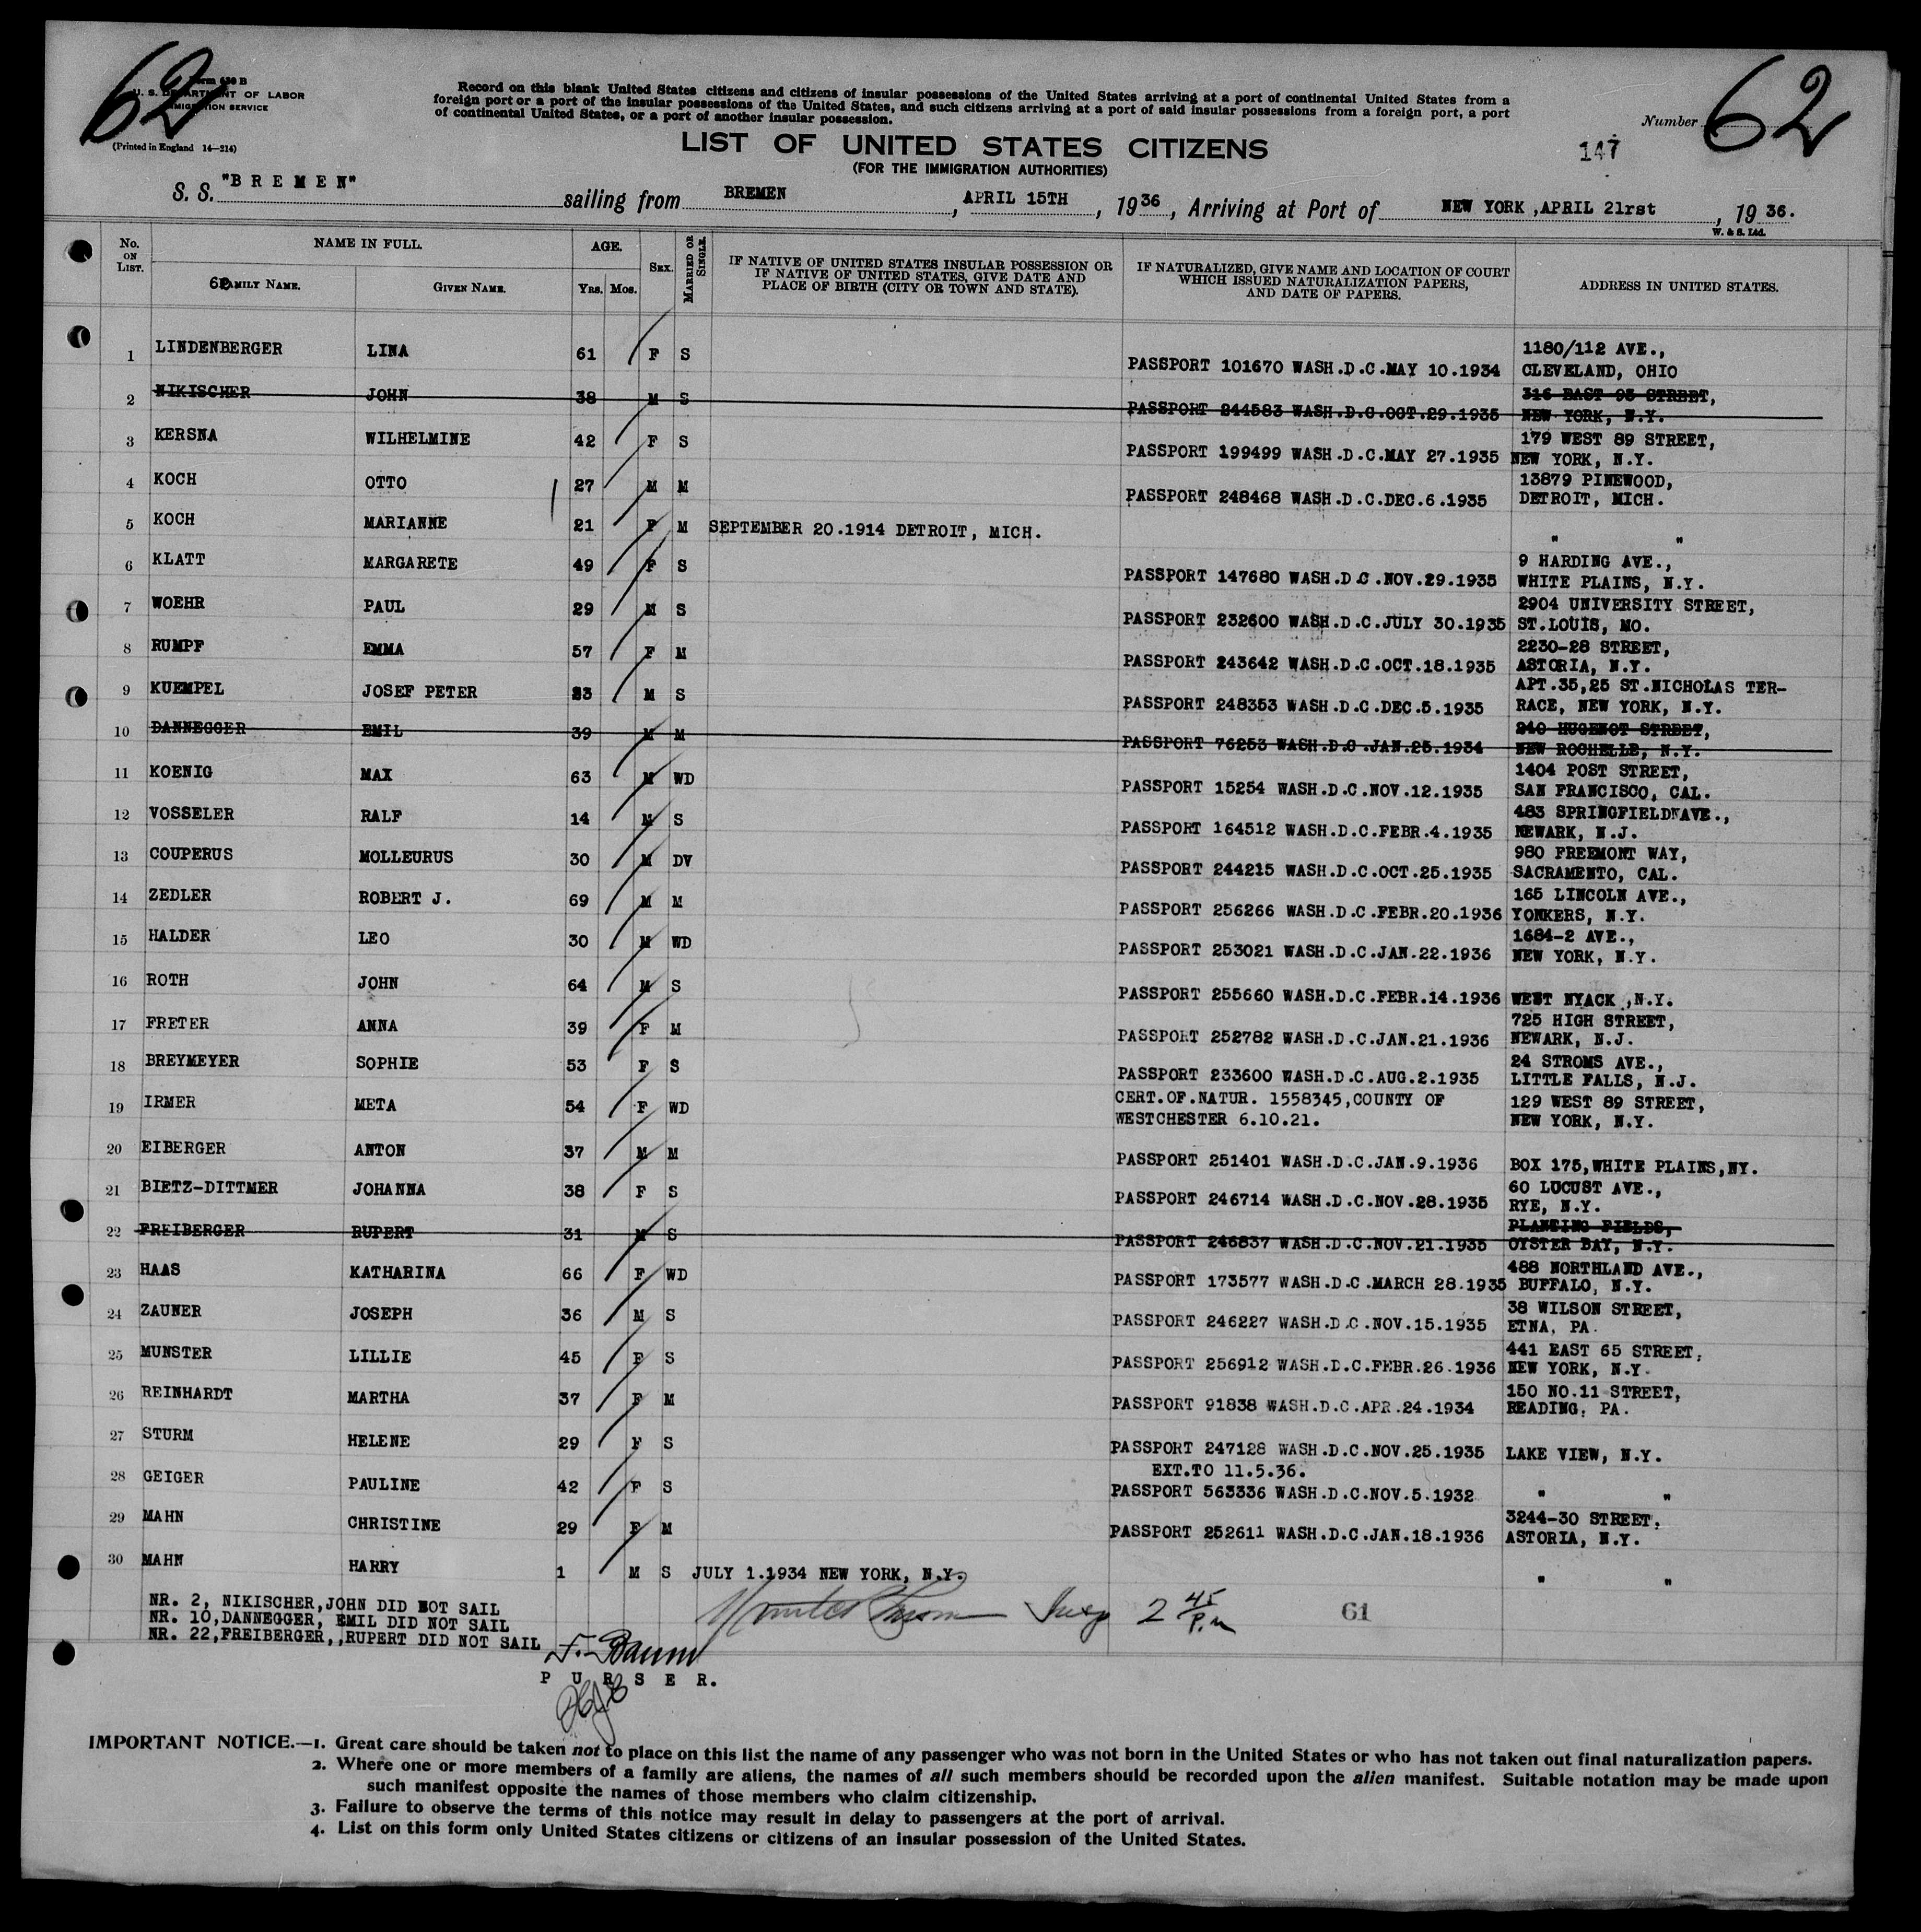 62
Form 630 B
U. S. DEPARTMENT OF LABOR
IMMIGRATION SERVICE
(Printed in England 14—214)
Record on this blank United States citizens and citizens of insular possessions of the United States arriving at a port of continental United States from a
foreign port or a port of the insular possessions of the United States, and such citizens arriving at a port of said insular possessions from a foreign port, a port
of continental United States, or a port of another insular possession.
Number 62
LIST OF UNITED STATES CITIZENS
(FOR THE IMMIGRATION AUTHORITIES)
147
S. S. "BREMEN" sailing from BREMEN, APRIL 15TH, 1936, Arriving at Port of NEW YORK, APRIL 21rst, 1936.
W. & S. Ltd.
No. ON LIST. NAME IN FULL. AGE. SEX. MARRIED OR SINGLE. IF NATIVE OF UNITED STATES INSULAR POSSESSION OR IF NATIVE OF UNITED STATES, GIVE DATE AND PLACE OF BIRTH (CITY OR TOWN AND STATE). IF NATURALIZED, GIVE NAME AND LOCATION OF COURT WHICH ISSUED NATURALIZATION PAPERS, AND DATE OF PAPERS. ADDRESS IN UNITED STATES.
FAMILY NAME. GIVEN NAME. Yrs. Mos.
1 LINDENBERGER LINA 61 F S PASSPORT 101670 WASH.D.C.MAY 10.1934 1180/112 AVE., CLEVELAND, OHIO
2 NIKISCHER JOHN 38 M S PASSPORT 244583 WASH.D.C.OCT.29.1935 316 EAST 93 STREET, NEW YORK, N.Y.
3 KERSNA WILHELMINE 42 F S PASSPORT 199499 WASH.D.C.MAY 27.1935 179 WEST 89 STREET, NEW YORK, N.Y.
4 KOCH OTTO 27 M M PASSPORT 248468 WASH.D.C.DEC.6.1935 13879 PINEWOOD, DETROIT, MICH.
5 KOCH MARIANNE 21 F M SEPTEMBER 20.1914 DETROIT, MICH. " "
6 KLATT MARGARETE 49 F S PASSPORT 147680 WASH.D.C.NOV.29.1935 9 HARDING AVE., WHITE PLAINS, N.Y.
7 WOEHR PAUL 29 M S PASSPORT 232600 WASH.D.C.JULY 30.1935 2904 UNIVERSITY STREET, ST.LOUIS, MO.
8 RUMPF EMMA 57 F M PASSPORT 243642 WASH.D.C.OCT.18.1935 2230-28 STREET, ASTORIA, N.Y.
9 KUEMPEL JOSEF PETER 23 M S PASSPORT 248353 WASH.D.C.DEC.5.1935 APT.35,25 ST.NICHOLAS TER- RACE, NEW YORK, N.Y.
10 DANNEGGER EMIL 39 M M PASSPORT 76253 WASH.D.C.JAN.25.1934 240 HUGENOT STREET, NEW ROCHELLE, N.Y.
11 KOENIG MAX 63 M WD PASSPORT 15254 WASH.D.C.NOV.12.1935 1404 POST STREET, SAN FRANCISCO, CAL.
12 VOSSELER RALF 14 M S PASSPORT 164512 WASH.D.C.FEBR.4.1935 483 SPRINGFIELD AVE., NEWARK, N.J.
13 COUPERUS MOLLEURUS 30 M DV PASSPORT 244215 WASH.D.C.OCT.25.1935 980 FREEMONT WAY, SACRAMENTO, CAL.
14 ZEDLER ROBERT J. 69 M M PASSPORT 256266 WASH.D.C.FEBR.20.1936 165 LINCOLN AVE., YONKERS, N.Y.
15 HALDER LEO 30 M WD PASSPORT 253021 WASH.D.C.JAN.22.1936 1684-2 AVE., NEW YORK, N.Y.
16 ROTH JOHN 64 M S PASSPORT 255660 WASH.D.C.FEBR.14.1936 WEST NYACK ,N.Y.
17 FRETER ANNA 39 F M PASSPORT 252782 WASH.D.C.JAN.21.1936 725 HIGH STREET, NEWARK, N.J.
18 BREYMEYER SOPHIE 53 F S PASSPORT 233600 WASH.D.C.AUG.2.1935 24 STROMS AVE., LITTLE FALLS, N.J.
19 IRMER META 54 F WD CERT.OF.NATUR. 1558345,COUNTY OF WESTCHESTER 6.10.21. 129 WEST 89 STREET, NEW YORK, N.Y.
20 EIBERGER ANTON 37 M M PASSPORT 251401 WASH.D.C.JAN.9.1936 BOX 175,WHITE PLAINS,NY.
21 BIETZ-DITTMER JOHANNA 38 F S PASSPORT 246714 WASH.D.C.NOV.28.1935 60 LUCUST AVE., RYE, N.Y.
22 FREIBERGER RUPERT 31 M S PASSPORT 246837 WASH.D.C.NOV.21.1935 PLANTING FIELDS, OYSTER BAY, N.Y.
23 HAAS KATHARINA 66 F WD PASSPORT 173577 WASH.D.C.MARCH 28.1935 488 NORTHLAND AVE., BUFFALO, N.Y.
24 ZAUNER JOSEPH 36 M S PASSPORT 246227 WASH.D.C.NOV.15.1935 38 WILSON STREET, ETNA, PA.
25 MUNSTER LILLIE 45 F S PASSPORT 256912 WASH.D.C.FEBR.26.1936 441 EAST 65 STREET, NEW YORK, N.Y.
26 REINHARDT MARTHA 37 F M PASSPORT 91838 WASH.D.C.APR.24.1934 150 NO.11 STREET, READING, PA.
27 STURM HELENE 29 F S PASSPORT 247128 WASH.D.C.NOV.25.1935 LAKE VIEW, N.Y.
28 GEIGER PAULINE 42 F S EXT.TO 11.5.36. PASSPORT 563336 WASH.D.C.NOV.5.1932 " "
29 MAHN CHRISTINE 29 F M PASSPORT 252611 WASH.D.C.JAN.18.1936 3244-30 STREET, ASTORIA, N.Y.
30 MAHN HARRY 1 M S JULY 1.1934 NEW YORK, N.Y. " "
NR. 2, NIKISCHER,JOHN DID NOT SAIL
NR. 10,DANNEGGER, EMIL DID NOT SAIL
NR. 22,FREIBERGER,,RUPERT DID NOT SAIL
Insp 2 45 P.m
61
F. Baum
PURSER.
IMPORTANT NOTICE.—1. Great care should be taken not to place on this list the name of any passenger who was not born in the United States or who has not taken out final naturalization papers.
2. Where one or more members of a family are aliens, the names of all such members should be recorded upon the alien manifest. Suitable notation may be made upon
such manifest opposite the names of those members who claim citizenship.
3. Failure to observe the terms of this notice may result in delay to passengers at the port of arrival.
4. List on this form only United States citizens or citizens of an insular possession of the United States.